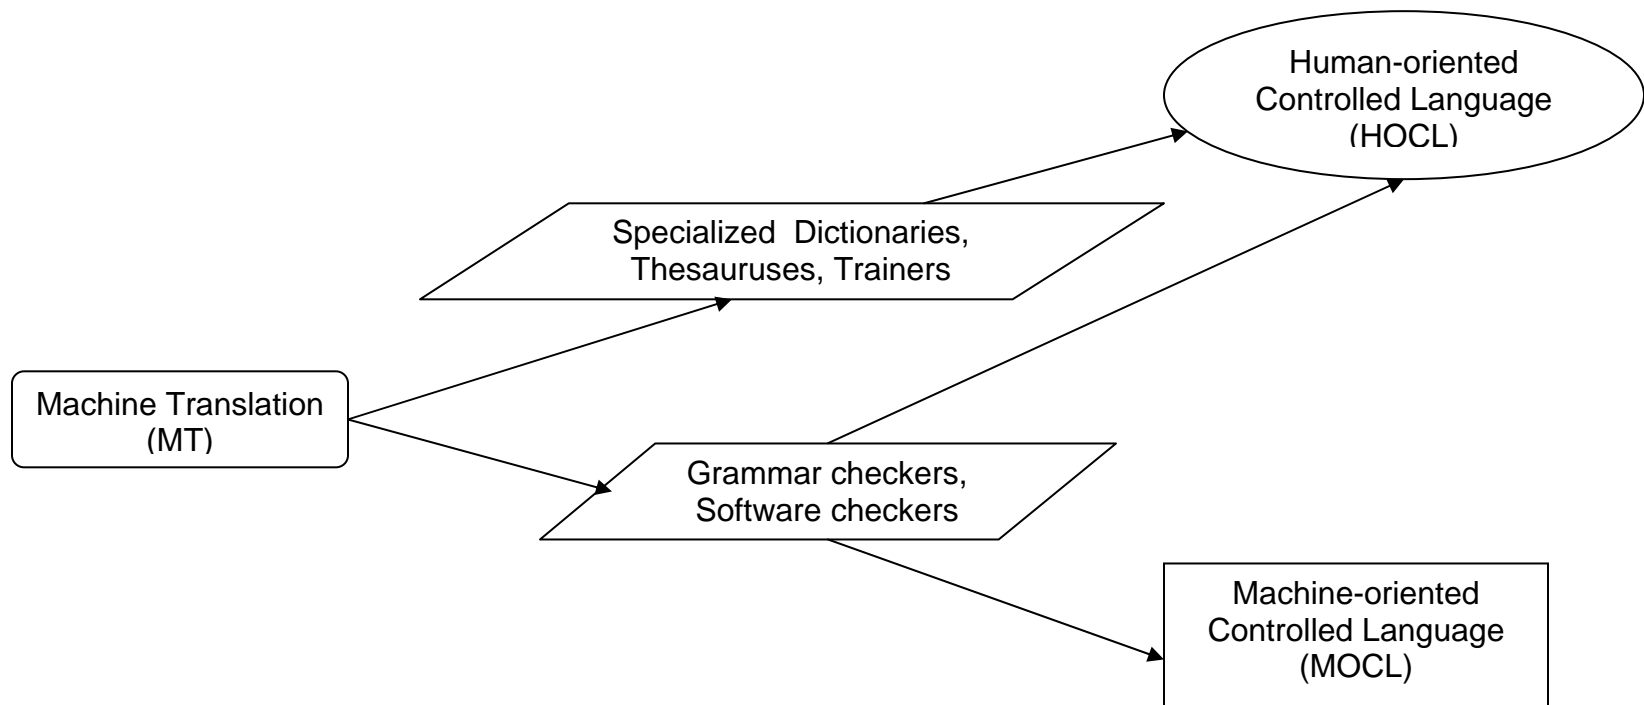 Human-oriented
Controlled Language
(HOCL)
Specialized Dictionaries,
Thesauruses, Trainers
Machine Translation
(MT)
Grammar checkers,
Software checkers
Machine-oriented
Controlled Language
(MOCL)